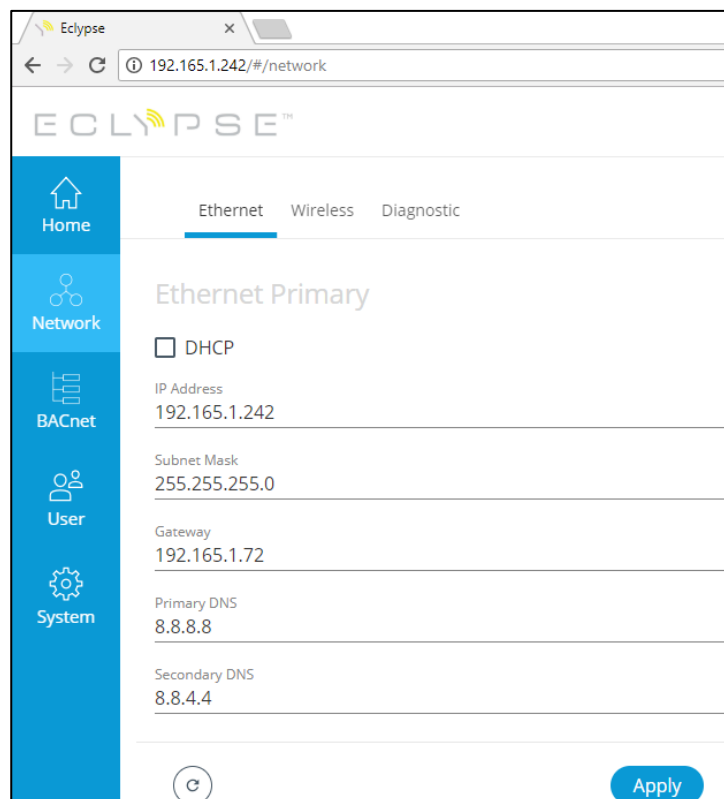 Eclypse
192.165.1.242/#/network
ECLYPSE™
Home
Network
BACnet
User
System
Ethernet Wireless Diagnostic
Ethernet Primary
DHCP
IP Address
192.165.1.242
Subnet Mask
255.255.255.0
Gateway
192.165.1.72
Primary DNS
8.8.8.8
Secondary DNS
8.8.4.4
Apply